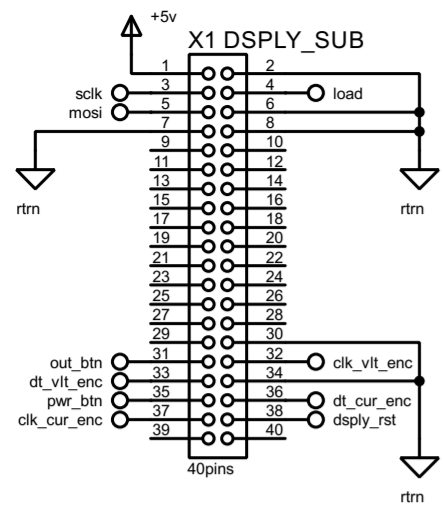 +5v
X1 DSPLY_SUB
1 2
sclk 3 4 load
mosi 5 6
7 8
9 10
11 12
13 14
rtrn 15 16 rtrn
17 18
19 20
21 22
23 24
25 26
27 28
29 30
out_btn 31 32 clk_vlt_enc
dt_vlt_enc 33 34
pwr_btn 35 36 dt_cur_enc
clk_cur_enc 37 38 dsply_rst
39 40
40pins
rtrn